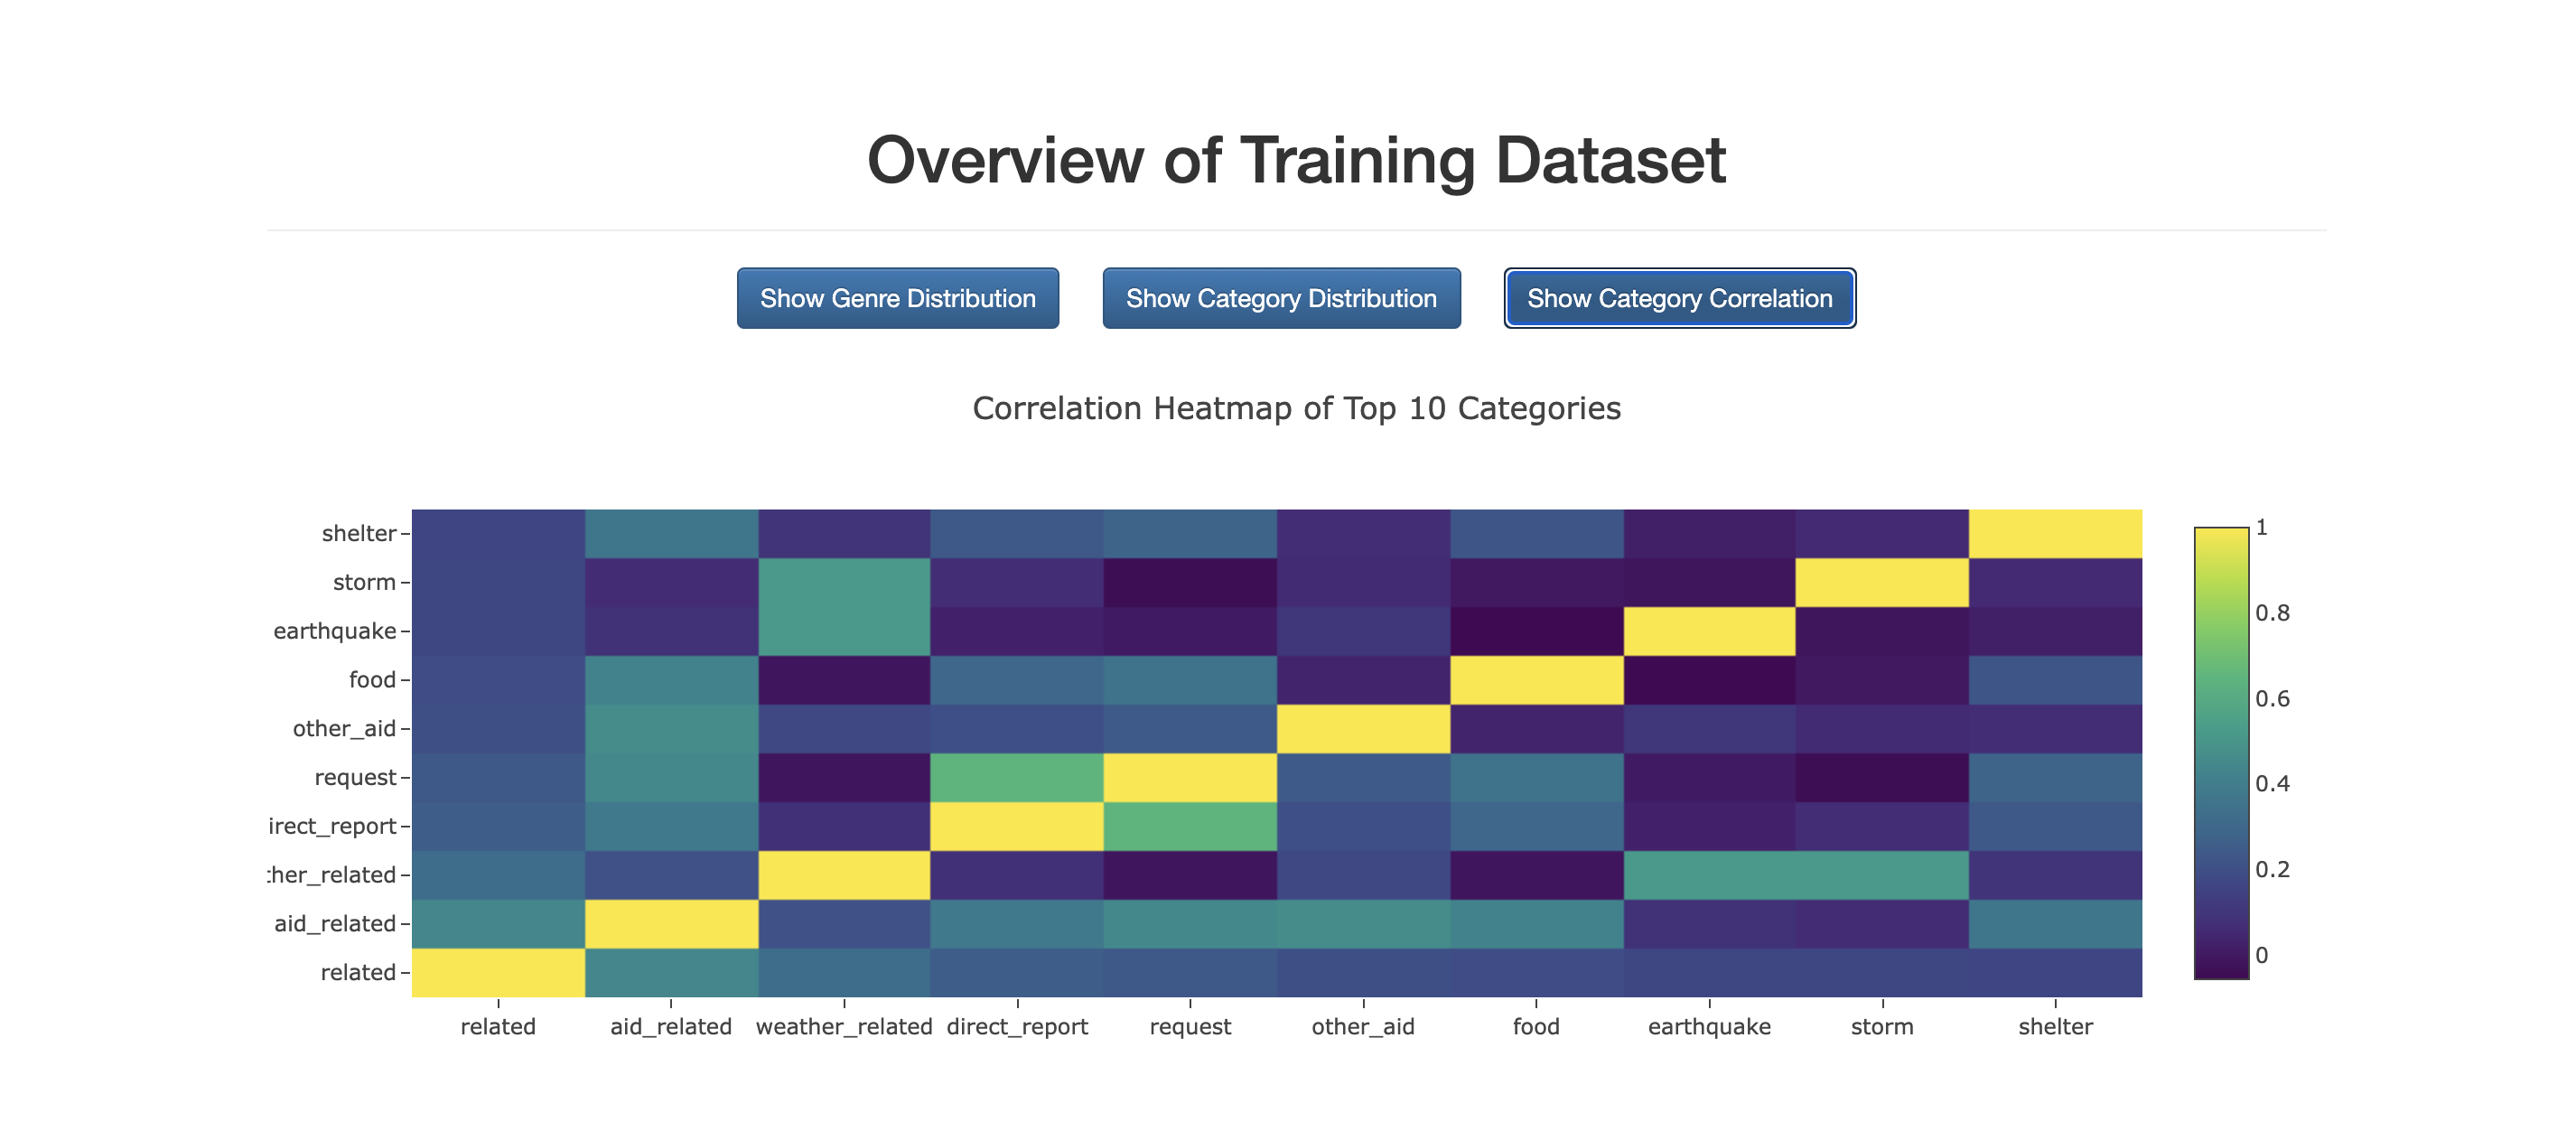 Overview of Training Dataset
Show Genre Distribution Show Category Distribution Show Category Correlation
Correlation Heatmap of Top 10 Categories
shelter
storm
earthquake
food
other_aid
request
irect_report
ther_related
aid_related
related
related aid_related weather_related direct_report request other_aid food earthquake storm shelter
1
0.8
0.6
0.4
0.2
0